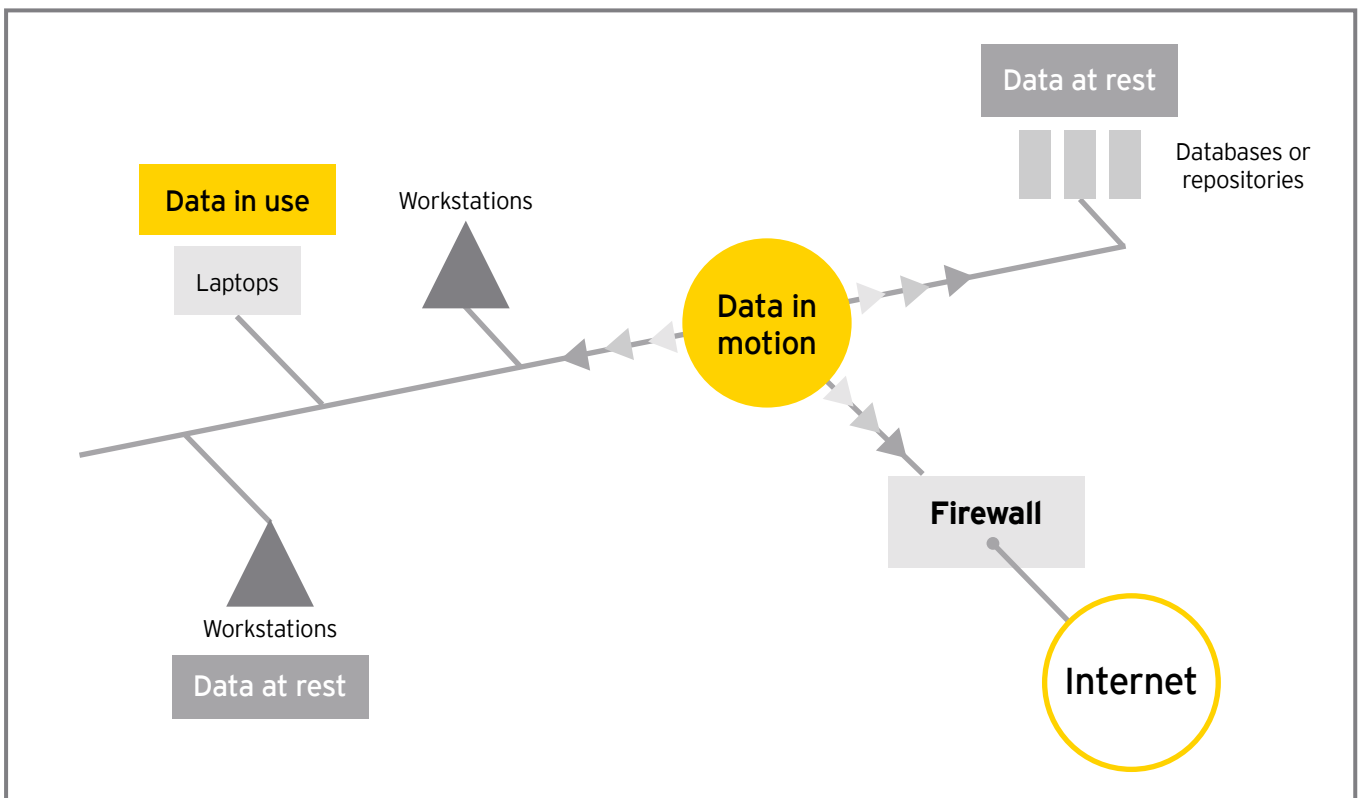 Data at rest
Databases or
repositories
Data in use
Workstations
Laptops
Data in
motion
Firewall
Workstations
Data at rest
Internet